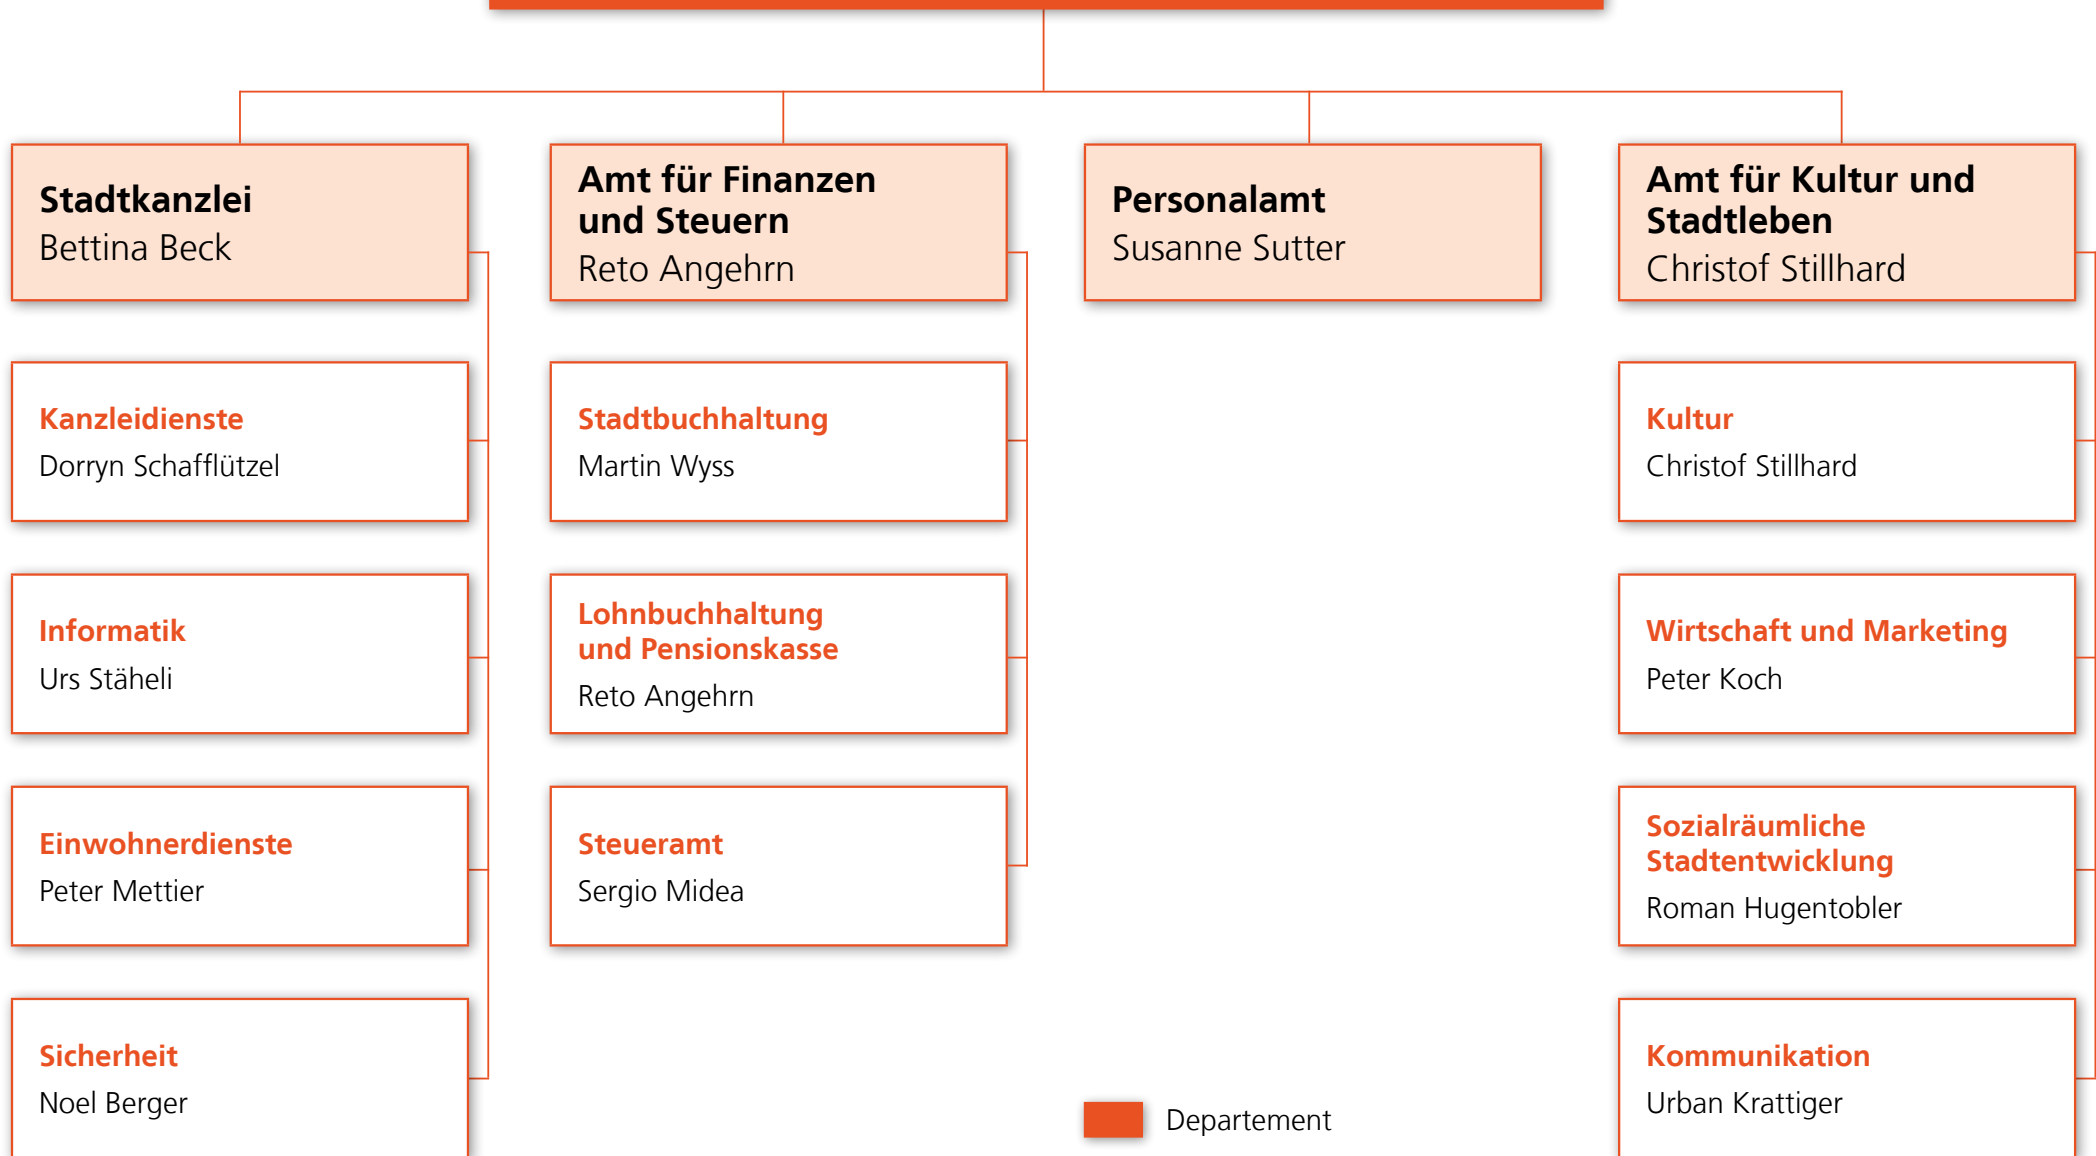 Stadtkanzlei
Bettina Beck
Amt für Finanzen
und Steuern
Reto Angehrn
Personalamt
Susanne Sutter
Amt für Kultur und
Stadtleben
Christof Stillhard
Kanzleidienste
Dorryn Schafflützel
Stadtbuchhaltung
Martin Wyss
Kultur
Christof Stillhard
Informatik
Urs Stäheli
Lohnbuchhaltung
und Pensionskasse
Reto Angehrn
Wirtschaft und Marketing
Peter Koch
Einwohnerdienste
Peter Mettier
Steueramt
Sergio Midea
Sozialräumliche
Stadtentwicklung
Roman Hugentobler
Sicherheit
Noel Berger
Kommunikation
Urban Krattiger
Departement